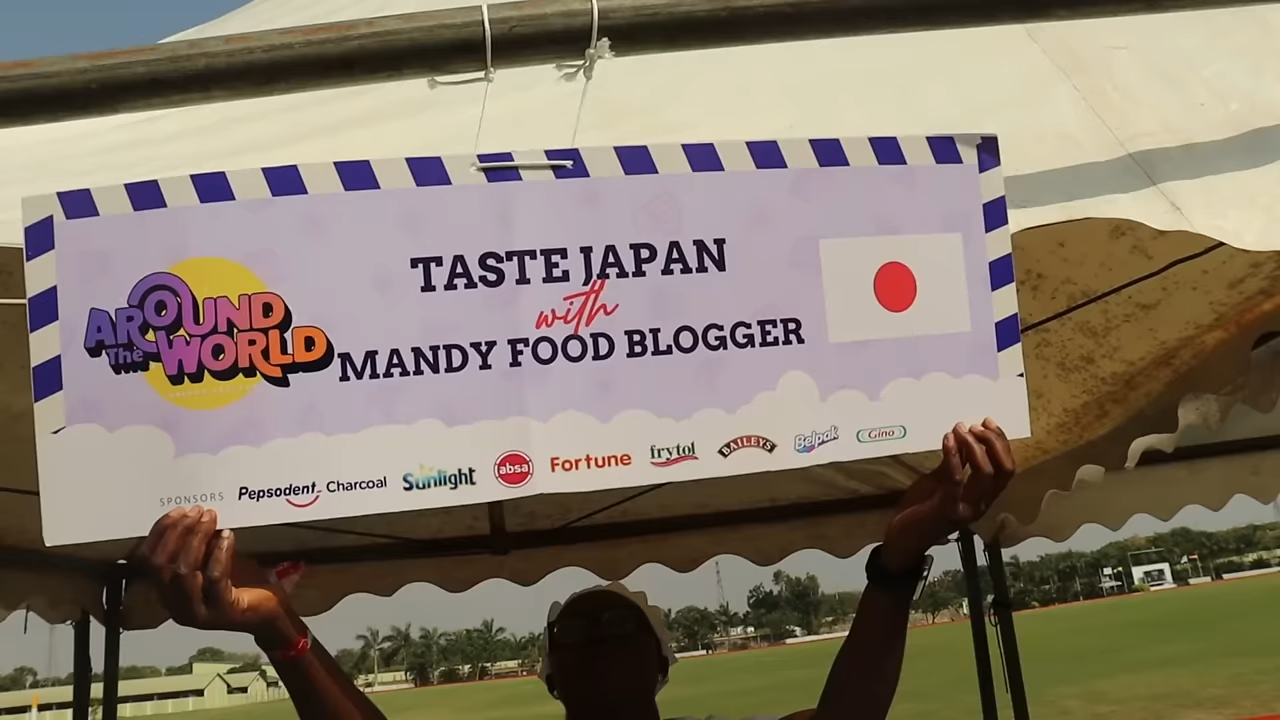 AROUND
The WORLD
TASTE JAPAN
with
MANDY FOOD BLOGGER
SPONSORS Pepsodent Charcoal Sunlight absa Fortune frytol BAILEYS Belpak Gino